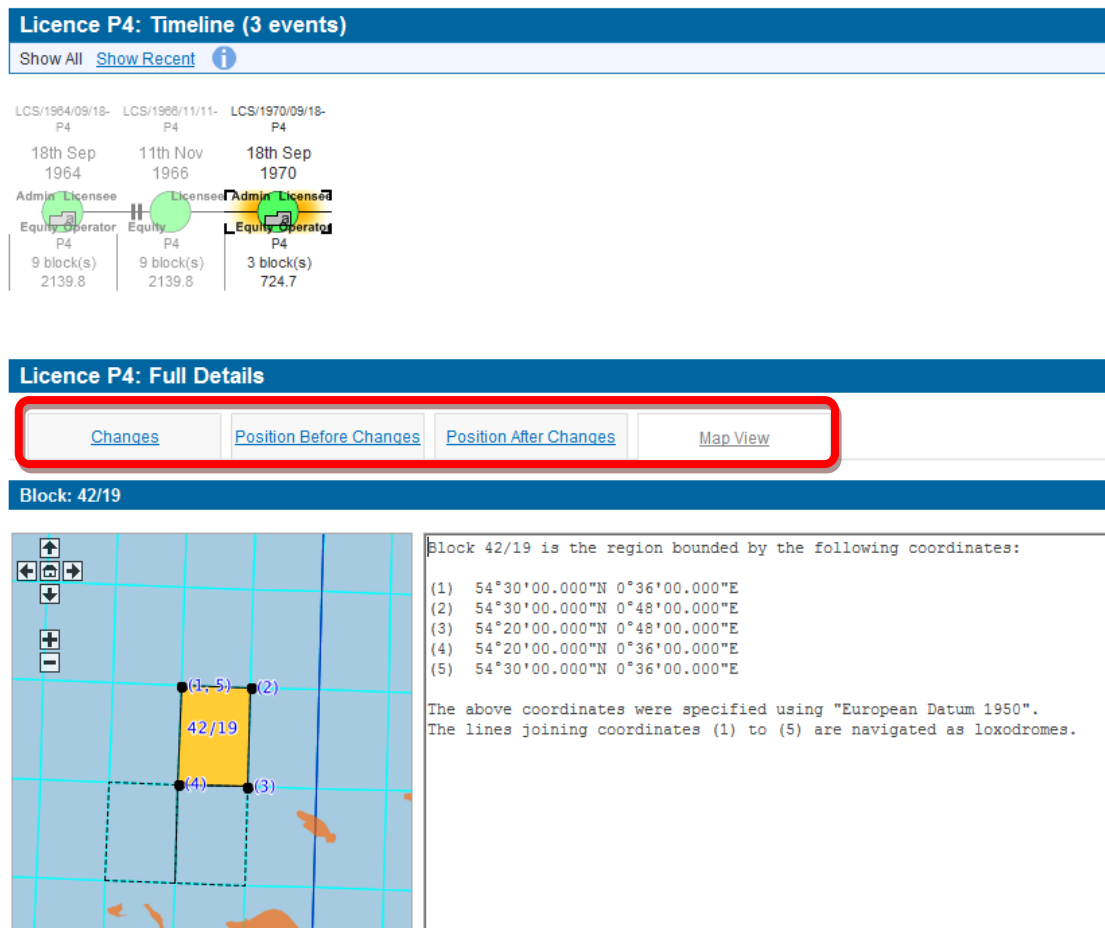 Licence P4: Timeline (3 events)
Show All Show Recent i
LCS/1964/09/18- LCS/1966/11/11- LCS/1970/09/18-
P4 P4 P4
18th Sep 11th Nov 18th Sep
1964 1966 1970
Admin Licensee Licensee Admin Licensee
a a
Equity Operator Equity Equity Operator
P4 P4 P4
9 block(s) 9 block(s) 3 block(s)
2139.8 2139.8 724.7
Licence P4: Full Details
Changes Position Before Changes Position After Changes Map View
Block: 42/19
Block 42/19 is the region bounded by the following coordinates:
(1) 54°30'00.000"N 0°36'00.000"E
(2) 54°30'00.000"N 0°48'00.000"E
(3) 54°20'00.000"N 0°48'00.000"E
(4) 54°20'00.000"N 0°36'00.000"E
(5) 54°30'00.000"N 0°36'00.000"E
The above coordinates were specified using "European Datum 1950".
The lines joining coordinates (1) to (5) are navigated as loxodromes.
(1, 5) (2)
42/19
(4) (3)